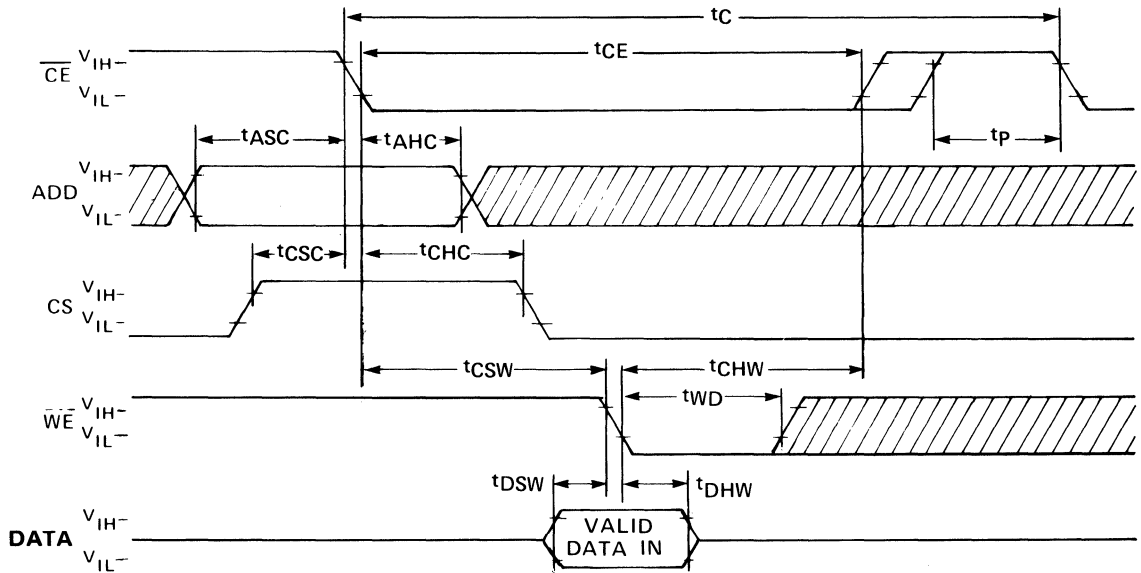 tC
CE VIH
VIL
tCE
tASC
tAHC
tP
ADD VIH
VIL
tCSC
tCHC
CS VIH
VIL
tCSW
tCHW
WE VIH
VIL
tWD
tDSW
tDHW
DATA VIH
VIL
VALID
DATA IN